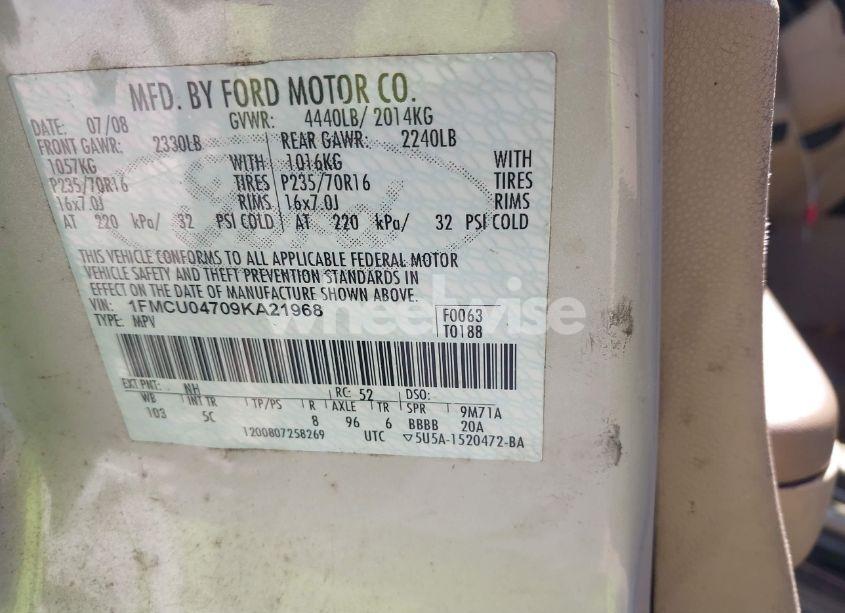 MFD. BY FORD MOTOR CO.
DATE: 07/08 GVWR: 4440LB/ 2014KG
FRONT GAWR: 2330LB REAR GAWR: 2240LB
1057KG WITH 1016KG WITH
P235/70R16 TIRES P235/70R16 TIRES
16x7.0J RIMS 16x7.0J RIMS
AT 220 kPa/ 32 PSI COLD AT 220 kPa/ 32 PSI COLD
THIS VEHICLE CONFORMS TO ALL APPLICABLE FEDERAL MOTOR
VEHICLE SAFETY AND THEFT PREVENTION STANDARDS IN
EFFECT ON THE DATE OF MANUFACTURE SHOWN ABOVE.
VIN: 1FMCU04709KA21968 F0063
TYPE: MPV T0188
wheelwise
EXT PNT: NH RC: 52 DSO:
WB INT TR TP/PS R AXLE TR SPR 9M71A
103 5C 8 96 6 BBBB 20A
1200807258269 UTC ▽5U5A-1520472-BA